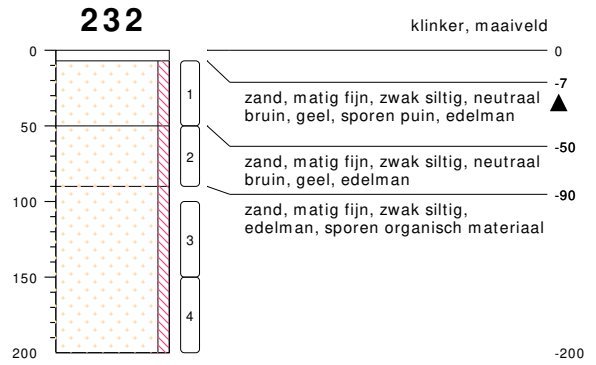 232
klinker, maaiveld
0 0
-7
zand, matig fijn, zwak siltig, neutraal
bruin, geel, sporen puin, edelman
1
50 -50
zand, matig fijn, zwak siltig, neutraal
bruin, geel, edelman
2
-90
100
zand, matig fijn, zwak siltig,
edelman, sporen organisch materiaal
3
150
4
200 -200